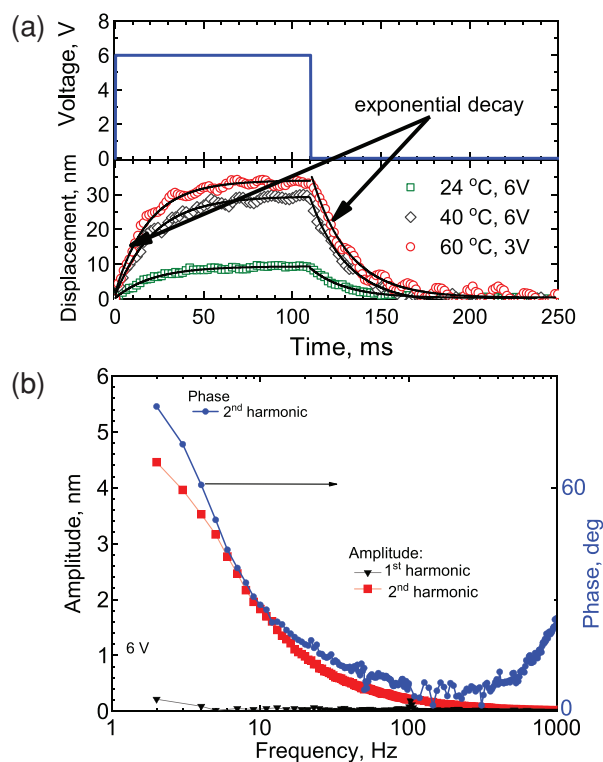 (a)
8
6
4
2
0
Voltage, V
exponential decay
30
20
10
0
Displacement, nm
24 °C, 6V
40 °C, 6V
60 °C, 3V
0 50 100 150 200 250
Time, ms
(b)
6
5
4
3
2
1
0
Amplitude, nm
Phase
2nd harmonic
60
0
Phase, deg
Amplitude:
1st harmonic
2nd harmonic
6 V
1 10 100 1000
Frequency, Hz